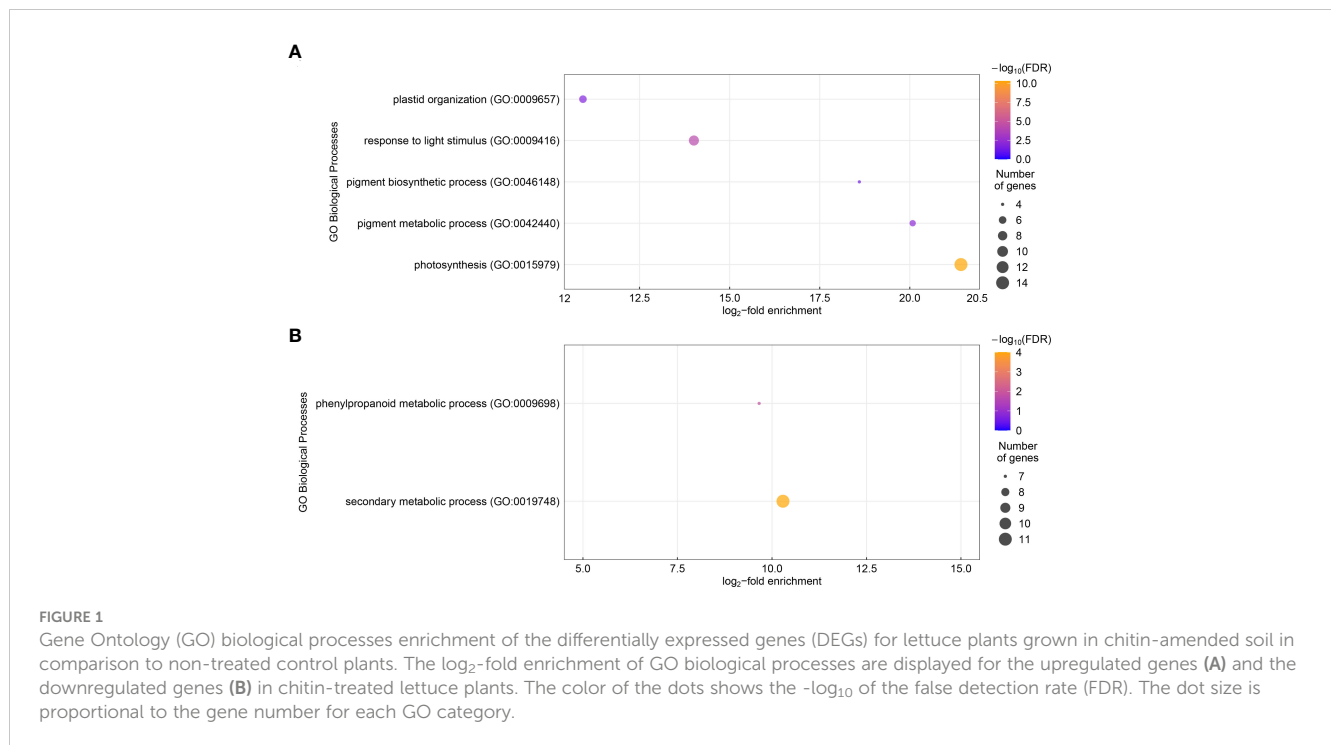 A
plastid organization (GO:0009657)
response to light stimulus (GO:0009416)
pigment biosynthetic process (GO:0046148)
pigment metabolic process (GO:0042440)
photosynthesis (GO:0015979)
GO Biological Processes
12 12.5 15.0 17.5 20.0 20.5
log₂−fold enrichment
−log₁₀(FDR)
10.0
7.5
5.0
2.5
0.0
Number
of genes
4
6
8
10
12
14
B
phenylpropanoid metabolic process (GO:0009698)
secondary metabolic process (GO:0019748)
GO Biological Processes
5.0 7.5 10.0 12.5 15.0
log₂−fold enrichment
−log₁₀(FDR)
4
3
2
1
0
Number
of genes
7
8
9
10
11
FIGURE 1
Gene Ontology (GO) biological processes enrichment of the differentially expressed genes (DEGs) for lettuce plants grown in chitin-amended soil in
comparison to non-treated control plants. The log₂-fold enrichment of GO biological processes are displayed for the upregulated genes (A) and the
downregulated genes (B) in chitin-treated lettuce plants. The color of the dots shows the -log₁₀ of the false detection rate (FDR). The dot size is
proportional to the gene number for each GO category.